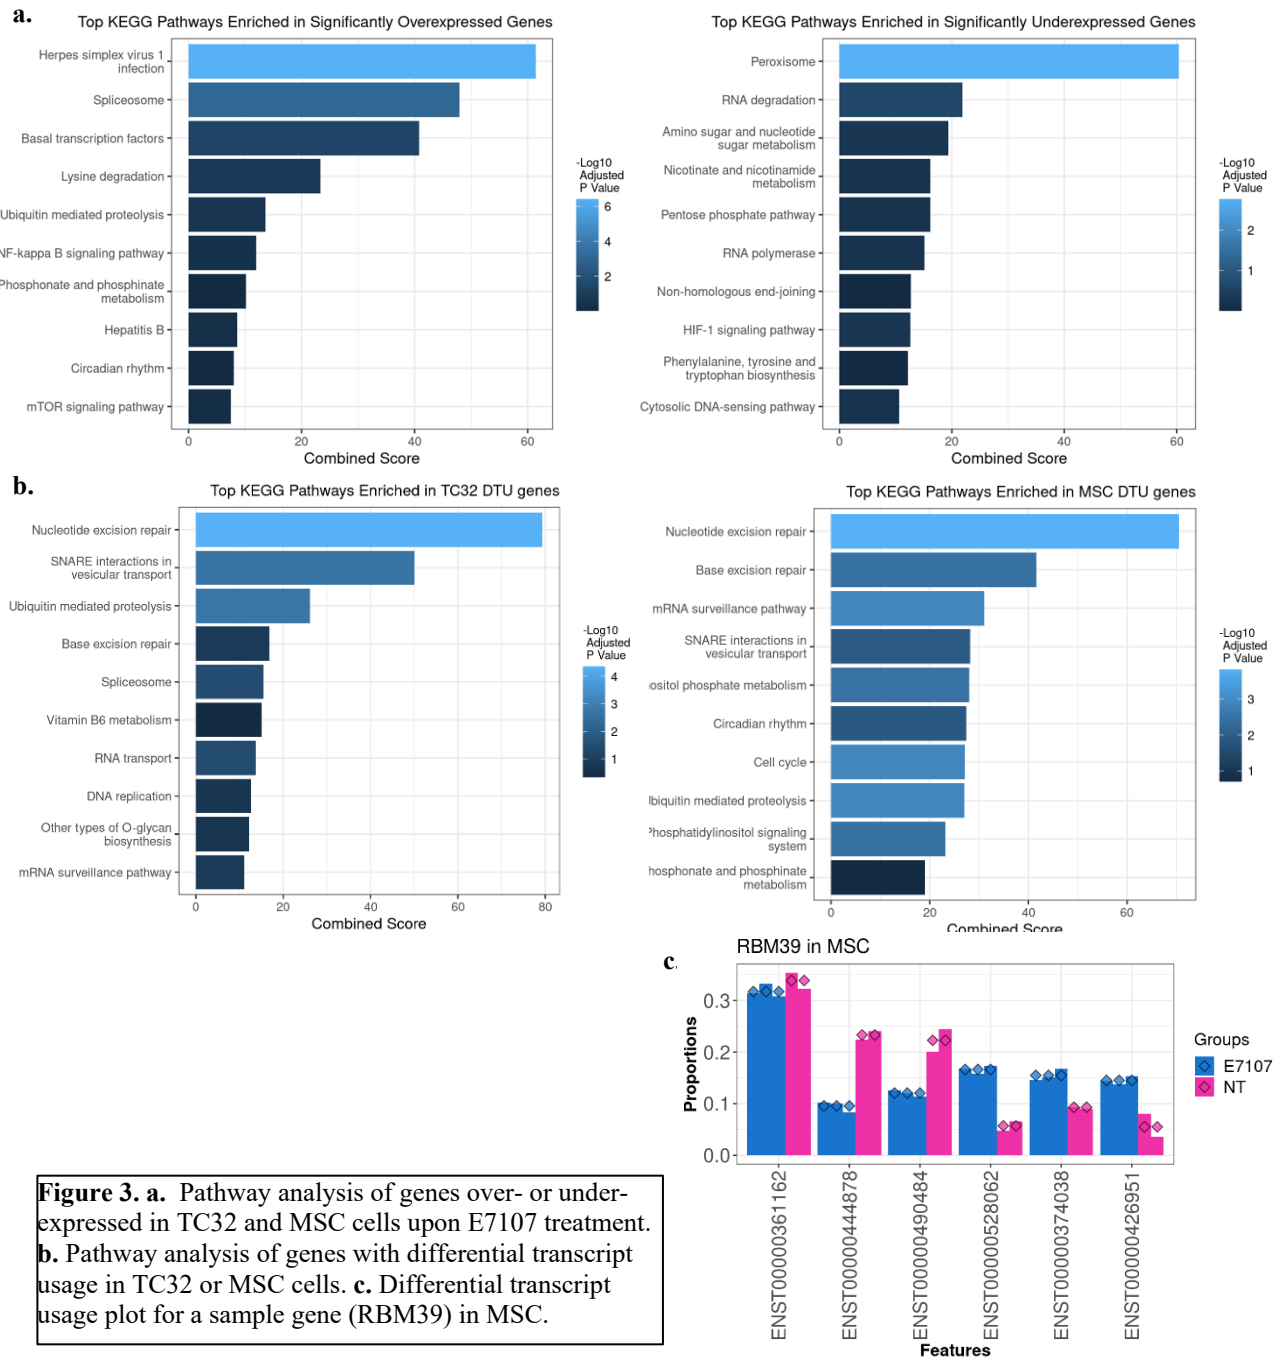 a.
Top KEGG Pathways Enriched in Significantly Overexpressed Genes
Herpes simplex virus 1
infection
Spliceosome
Basal transcription factors
Lysine degradation
Ubiquitin mediated proteolysis
NF-kappa B signaling pathway
Phosphonate and phosphinate
metabolism
Hepatitis B
Circadian rhythm
mTOR signaling pathway
0 20 40 60
Combined Score
-Log10
Adjusted
P Value
6
4
2
Top KEGG Pathways Enriched in Significantly Underexpressed Genes
Peroxisome
RNA degradation
Amino sugar and nucleotide
sugar metabolism
Nicotinate and nicotinamide
metabolism
Pentose phosphate pathway
RNA polymerase
Non-homologous end-joining
HIF-1 signaling pathway
Phenylalanine, tyrosine and
tryptophan biosynthesis
Cytosolic DNA-sensing pathway
0 20 40 60
Combined Score
-Log10
Adjusted
P Value
2
1
b.
Top KEGG Pathways Enriched in TC32 DTU genes
Nucleotide excision repair
SNARE interactions in
vesicular transport
Ubiquitin mediated proteolysis
Base excision repair
Spliceosome
Vitamin B6 metabolism
RNA transport
DNA replication
Other types of O-glycan
biosynthesis
mRNA surveillance pathway
0 20 40 60 80
Combined Score
-Log10
Adjusted
P Value
4
3
2
1
Top KEGG Pathways Enriched in MSC DTU genes
Nucleotide excision repair
Base excision repair
mRNA surveillance pathway
SNARE interactions in
vesicular transport
ositol phosphate metabolism
Circadian rhythm
Cell cycle
Ubiquitin mediated proteolysis
Phosphatidylinositol signaling
system
hosphonate and phosphinate
metabolism
0 20 40 60
Combined Score
-Log10
Adjusted
P Value
3
2
1
c.
RBM39 in MSC
Proportions
0.3
0.2
0.1
0.0
ENST00000361162
ENST00000444878
ENST00000490484
ENST00000528062
ENST00000374038
ENST00000426951
Features
Groups
E7107
NT
Figure 3. a. Pathway analysis of genes over- or under-
expressed in TC32 and MSC cells upon E7107 treatment.
b. Pathway analysis of genes with differential transcript
usage in TC32 or MSC cells. c. Differential transcript
usage plot for a sample gene (RBM39) in MSC.